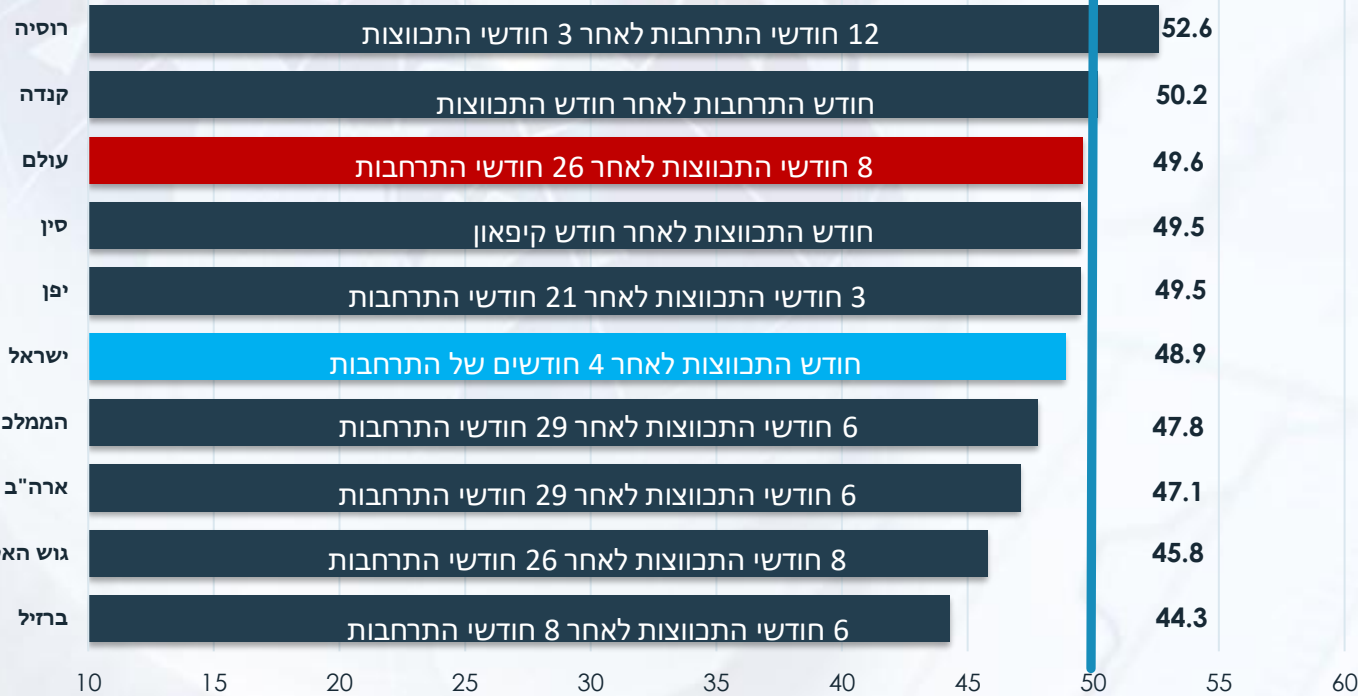 רוסיה 12 חודשי התרחבות לאחר 3 חודשי התכווצות 52.6
קנדה חודש התרחבות לאחר חודש התכווצות 50.2
עולם 8 חודשי התכווצות לאחר 26 חודשי התרחבות 49.6
סין חודש התכווצות לאחר חודש קיפאון 49.5
יפן 3 חודשי התכווצות לאחר 21 חודשי התרחבות 49.5
ישראל חודש התכווצות לאחר 4 חודשים של התרחבות 48.9
הממלכ 6 חודשי התכווצות לאחר 29 חודשי התרחבות 47.8
ארה"ב 6 חודשי התכווצות לאחר 29 חודשי התרחבות 47.1
גוש 8 חודשי התכווצות לאחר 26 חודשי התרחבות 45.8
ברזיל 6 חודשי התכווצות לאחר 8 חודשי התרחבות 44.3
10 15 20 25 30 35 40 45 50 55 60